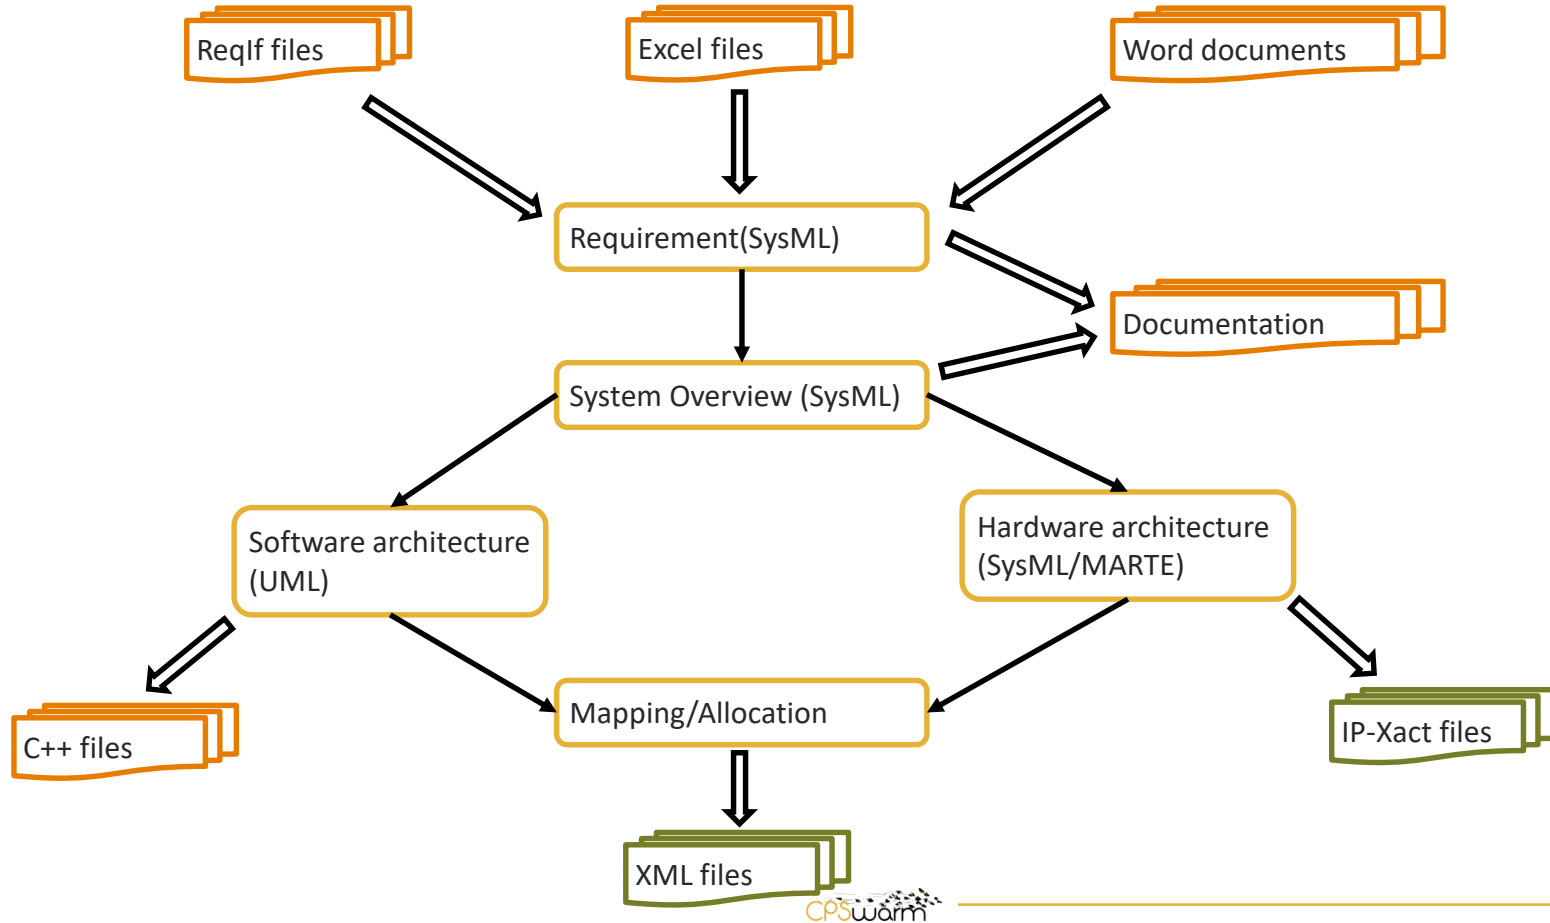 ReqIf files
Excel files
Word documents
Requirement(SysML)
Documentation
System Overview (SysML)
Software architecture
(UML)
Hardware architecture
(SysML/MARTE)
C++ files
Mapping/Allocation
IP-Xact files
XML files
CPSwarm